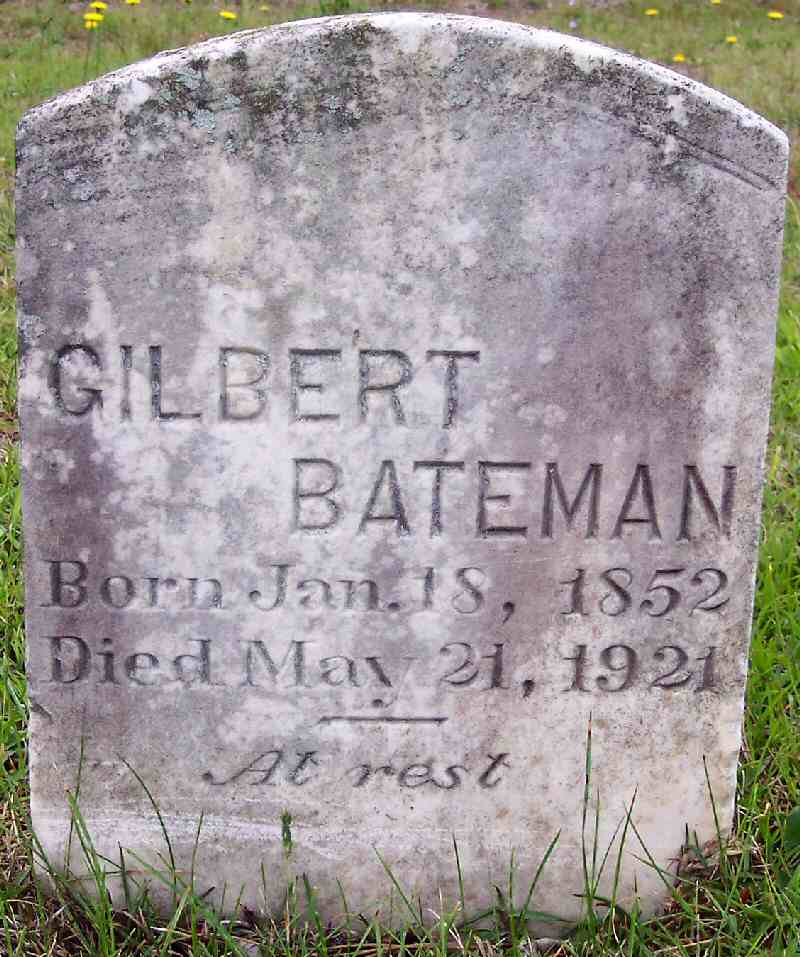 GILBERT
BATEMAN
Born Jan. 18, 1852
Died May 21, 1921
At rest